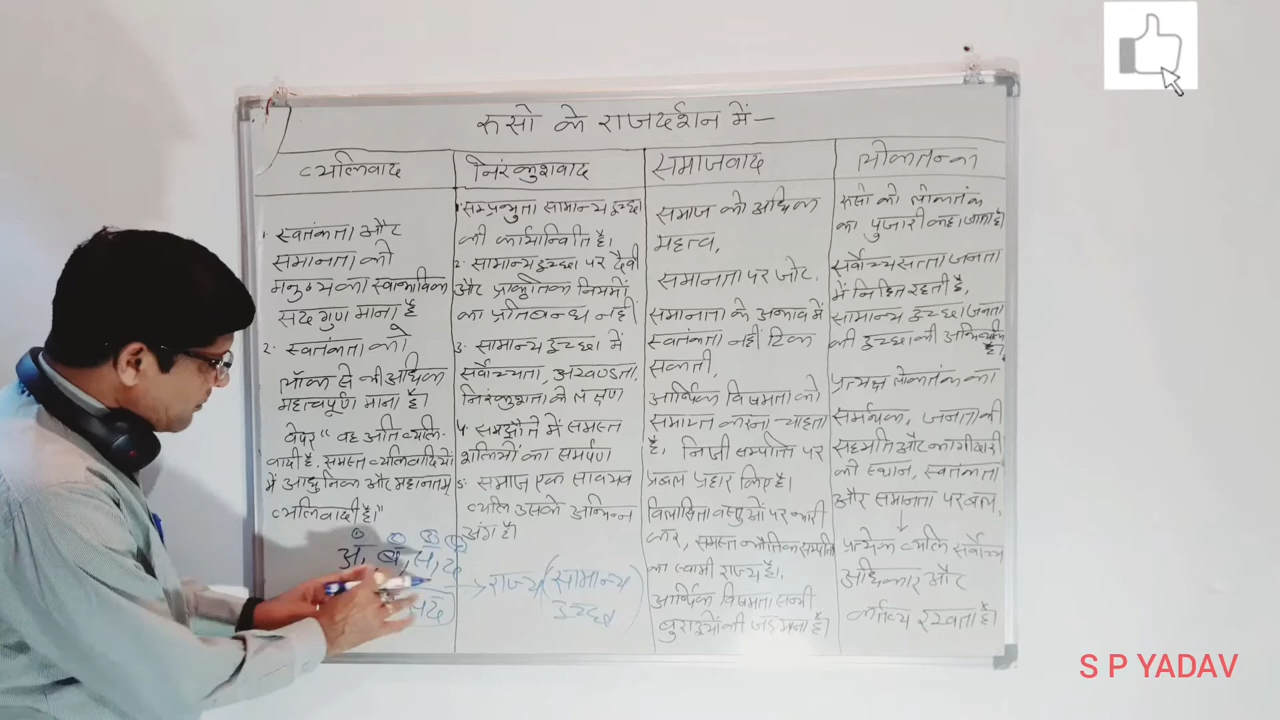 रुसो के राजदर्शन में—
व्यक्तिवाद
1. स्वतंत्रता और
समानता को
मनुष्य का स्वाभाविक
सदगुण माना है
2. स्वतंत्रता को
लॉक से भी अधिक
महत्वपूर्ण माना है।
वेपर "वह अति व्यक्ति-
वादी है. समस्त व्यक्तिवादियों
में आधुनिक और महानतम्
व्यक्तिवादी है।"
अ, ब, स, द
सद
निरंकुशवाद
1. सम्प्रभुता सामान्य इच्छा
की कार्यान्विति है।
2. सामान्य इच्छा पर दैवी
और प्राकृतिक नियमों
का प्रतिबन्ध नहीं
3. सामान्य इच्छा में
सर्वोच्चता, अखण्डता,
निरंकुशता के लक्षण
4. समझौते में समस्त
शक्तियों का समर्पण
5. समाज एक सावयव
व्यक्ति उसके अभिन्न
अंग है।
→ राज्य (सामान्य
इच्छा)
समाजवाद
समाज को अधिक
महत्व,
समानता पर जोर.
समानता के अभाव में
स्वतंत्रता नहीं टिक
सकती,
आर्थिक विषमता को
समाप्त करना चाहता
है। निजी सम्पत्ति पर
प्रबल प्रहार किए है।
विलासिता वस्तुओं पर भारी
कर, समस्त भौतिक सम्पत्ति
का स्वामी राज्य है।
आर्थिक विषमता सभी
बुराइयों की जड़ माना है।
लोकतन्त्र
रूसो को लोकतंत्र
का पुजारी कहा जाता है।
सर्वोच्च सत्ता जनता
में निहित रहती है,
सामान्य इच्छा जनता
की इच्छा की अभिव्यक्ति
है।
प्रत्यक्ष लोकतंत्र का
समर्थक, जनता की
सहमति और भागीदारी
को स्थान, स्वतंत्रता
और समानता पर बल,
↓
प्रत्येक व्यक्ति सर्वोच्च
अधिकार और
कर्तव्य रखता है।
S P YADAV